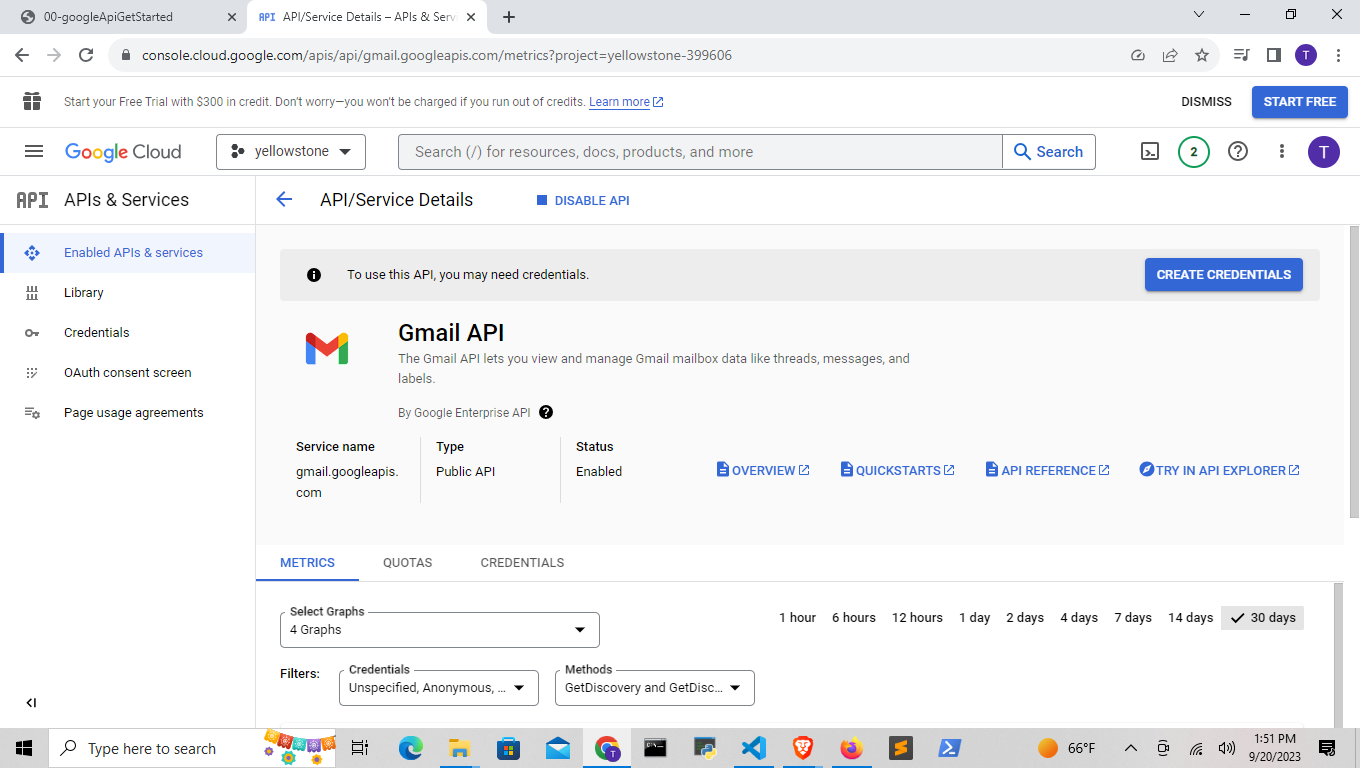 00-googleApiGetStarted
API API/Service Details – APIs & Serv
console.cloud.google.com/apis/api/gmail.googleapis.com/metrics?project=yellowstone-399606
T
Start your Free Trial with $300 in credit. Don't worry—you won't be charged if you run out of credits. Learn more
DISMISS
START FREE
Google Cloud
yellowstone
Search (/) for resources, docs, products, and more
Search
2
T
API APIs & Services
API/Service Details
DISABLE API
Enabled APIs & services
Library
Credentials
OAuth consent screen
Page usage agreements
To use this API, you may need credentials.
CREATE CREDENTIALS
Gmail API
The Gmail API lets you view and manage Gmail mailbox data like threads, messages, and
labels.
By Google Enterprise API
Service name
gmail.googleapis.
com
Type
Public API
Status
Enabled
OVERVIEW
QUICKSTARTS
API REFERENCE
TRY IN API EXPLORER
METRICS
QUOTAS
CREDENTIALS
Select Graphs
4 Graphs
1 hour
6 hours
12 hours
1 day
2 days
4 days
7 days
14 days
30 days
Filters:
Credentials
Unspecified, Anonymous, ...
Methods
GetDiscovery and GetDisc...
Type here to search
T
66°F
1:51 PM
9/20/2023